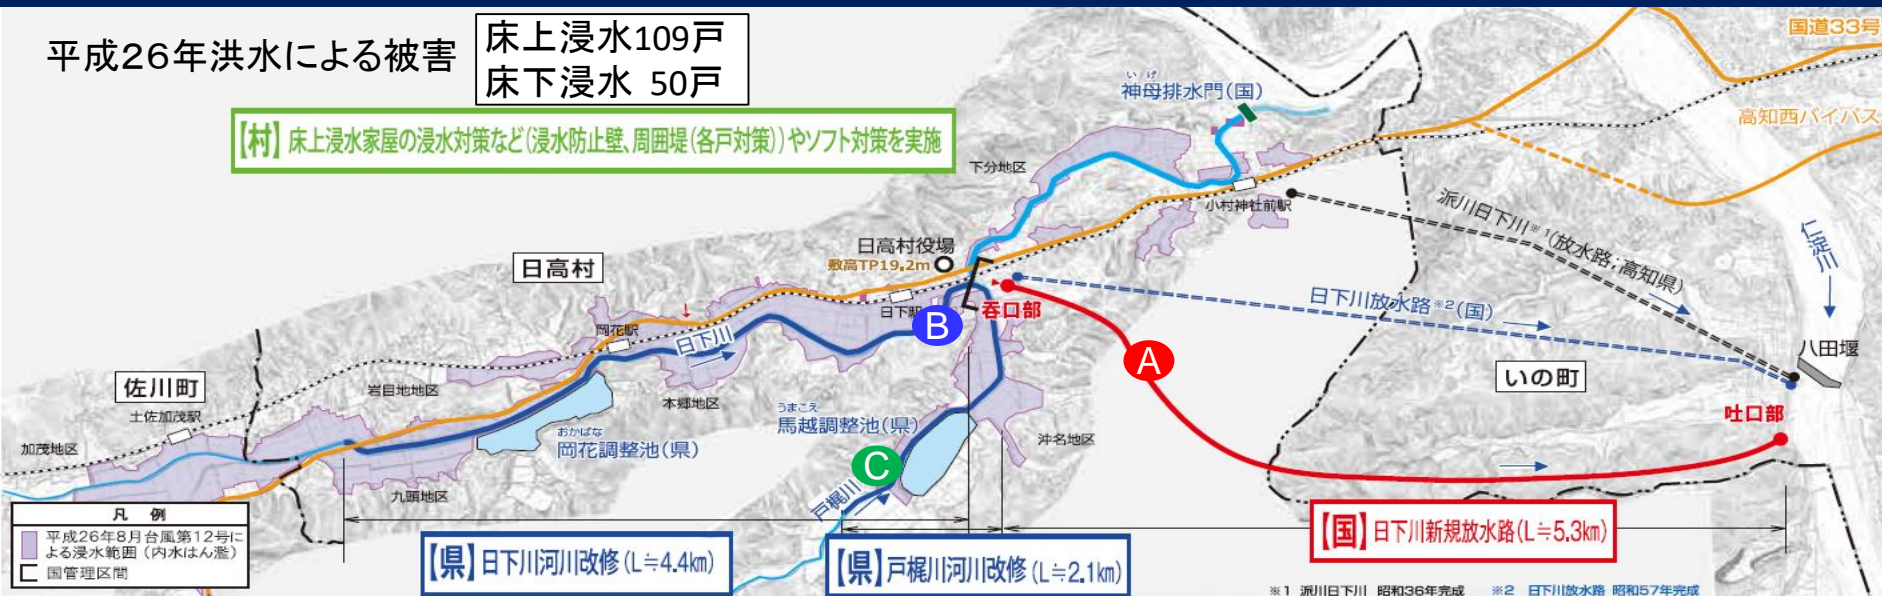 平成26年洪水による被害
床上浸水109戸
床下浸水 50戸
【村】床上浸水家屋の浸水対策など(浸水防止壁、周囲堤(各戸対策))やソフト対策を実施
国道33号
いげ
神母排水門(国)
高知西バイパス
下分地区
小村神社前駅
派川日下川※1(放水路;高知県)
仁淀川
日高村役場
敷高TP19.2m
日高村
日下川放水路※2(国)
呑口部
日下駅
B
岡花駅
日下川
A
八田堰
いの町
佐川町
土佐加茂駅
岩目地地区
本郷地区
うまこえ
馬越調整池(県)
吐口部
加茂地区
おかばな
岡花調整池(県)
沖名地区
C
九頭地区
戸梶川
凡 例
平成26年8月台風第12号に
よる浸水範囲(内水はん濫)
国管理区間
【県】日下川河川改修(L≒4.4km)
【県】戸梶川河川改修(L≒2.1km)
【国】日下川新規放水路(L≒5.3km)
※1 派川日下川 昭和36年完成 ※2 日下川放水路 昭和57年完成